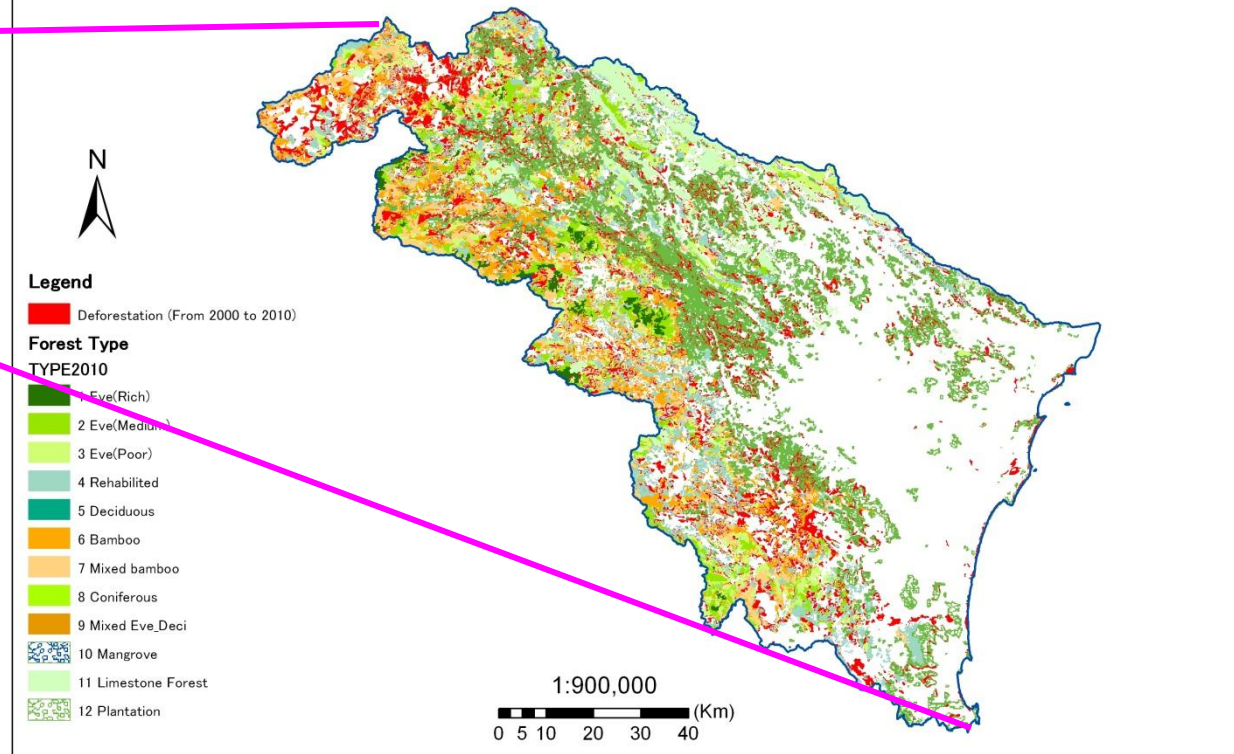 N
Legend
Deforestation (From 2000 to 2010)
Forest Type
TYPE2010
1 Eve(Rich)
2 Eve(Medium)
3 Eve(Poor)
4 Rehabilited
5 Deciduous
6 Bamboo
7 Mixed bamboo
8 Coniferous
9 Mixed Eve_Deci
10 Mangrove
11 Limestone Forest
12 Plantation
1:900,000
(Km)
0 5 10 20 30 40